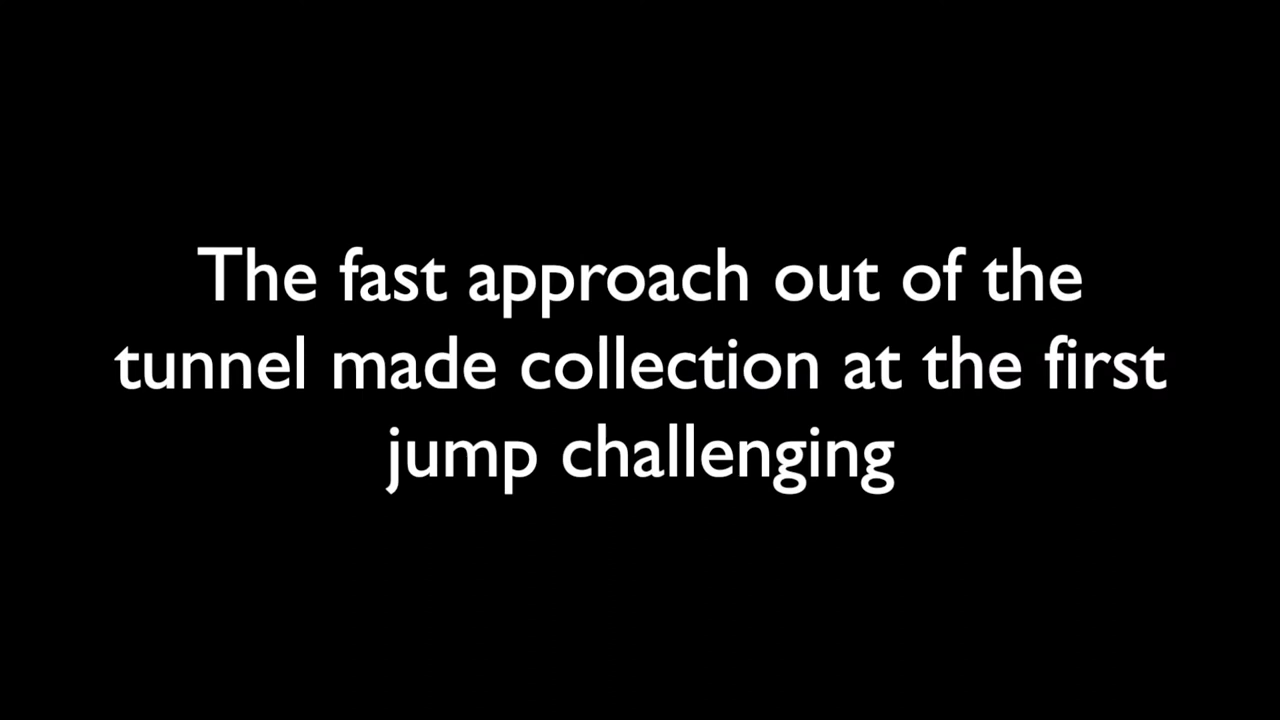 The fast approach out of the
tunnel made collection at the first
jump challenging